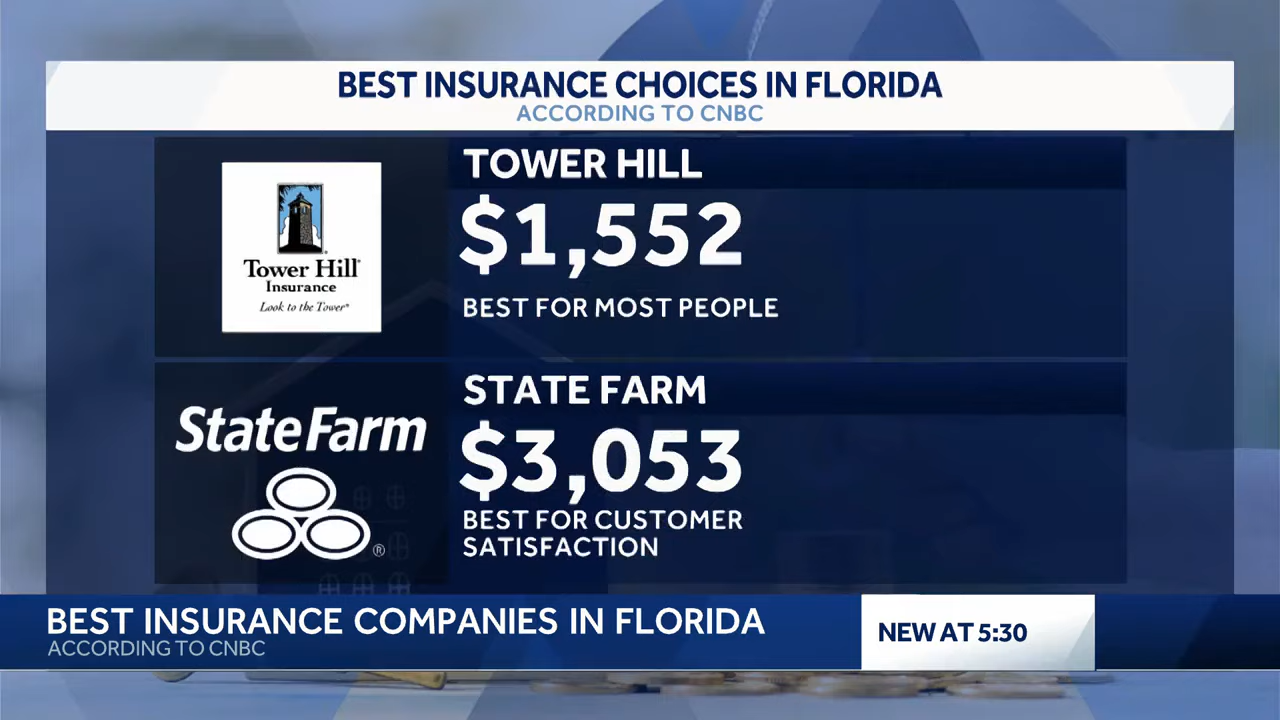 BEST INSURANCE CHOICES IN FLORIDA
ACCORDING TO CNBC
Tower Hill
Insurance
Look to the Tower®
TOWER HILL
$1,552
BEST FOR MOST PEOPLE
StateFarm
®
STATE FARM
$3,053
BEST FOR CUSTOMER
SATISFACTION
BEST INSURANCE COMPANIES IN FLORIDA
ACCORDING TO CNBC
NEW AT 5:30